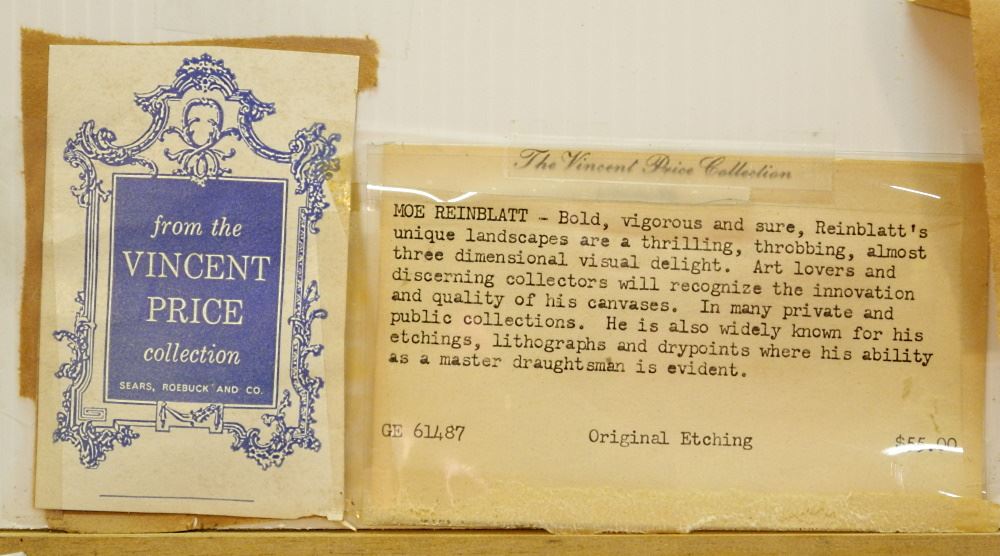 from the
VINCENT
PRICE
collection
SEARS, ROEBUCK AND CO.
The Vincent Price Collection
MOE REINBLATT - Bold, vigorous and sure, Reinblatt's
unique landscapes are a thrilling, throbbing, almost
three dimensional visual delight. Art lovers and
discerning collectors will recognize the innovation
and quality of his canvases. In many private and
public collections. He is also widely known for his
etchings, lithographs and drypoints where his ability
as a master draughtsman is evident.
GE 61487 Original Etching $55.00